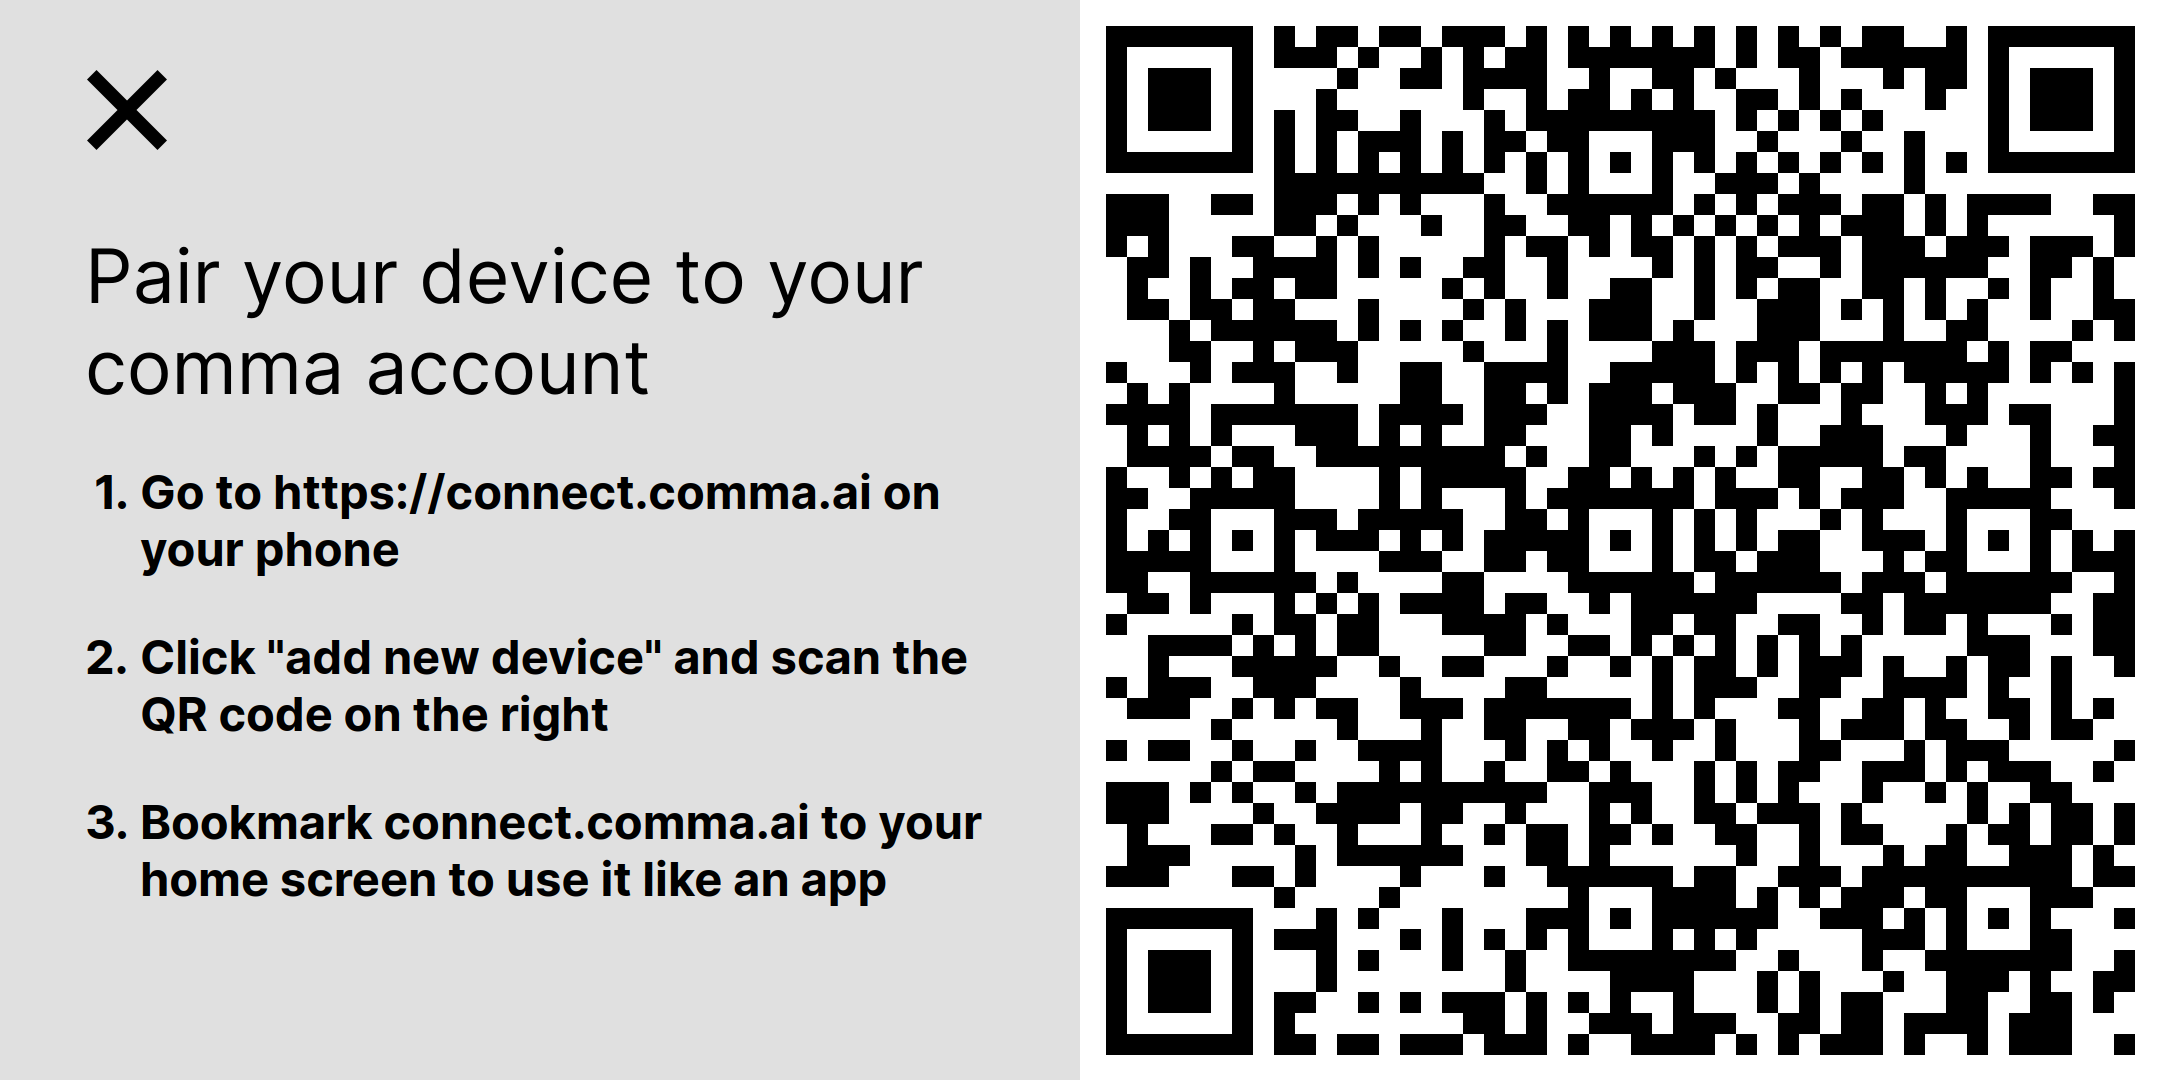 Pair your device to your
comma account
1. Go to https://connect.comma.ai on
your phone
2. Click "add new device" and scan the
QR code on the right
3. Bookmark connect.comma.ai to your
home screen to use it like an app